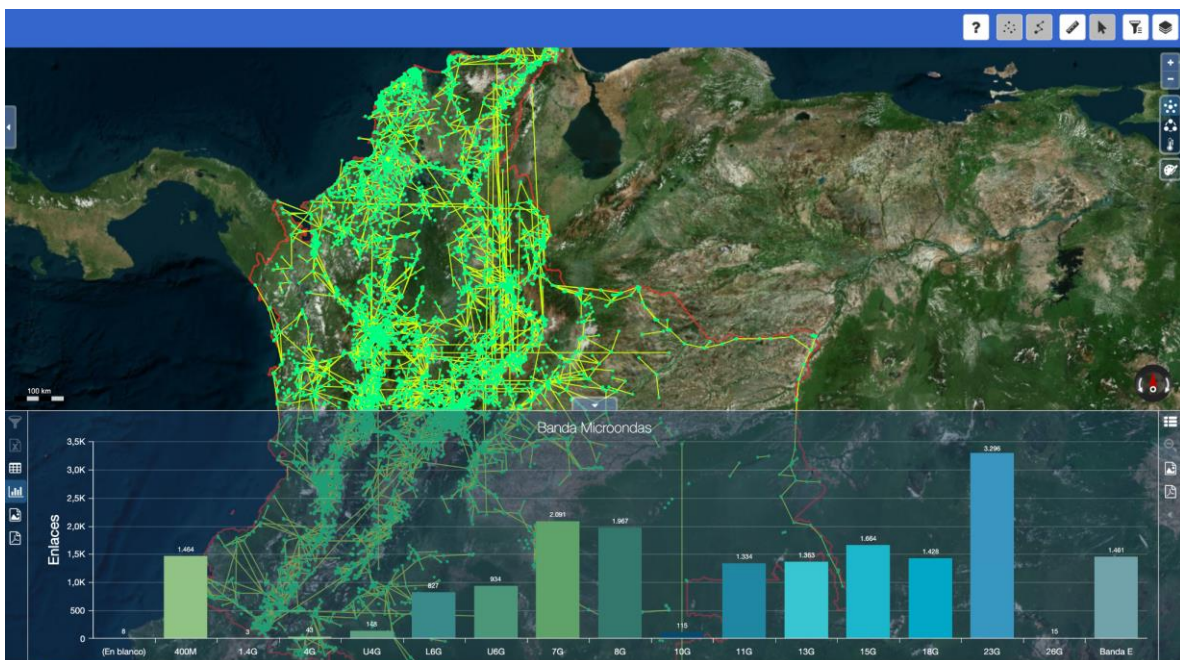 ?
100 km
Banda Microondas
Enlaces
3,5K
3,0K
2,5K
2,0K
1,5K
1,0K
500
0
8
1.464
3
43
148
827
934
2.091
1.967
115
1.334
1.363
1.664
1.428
3.296
15
1.461
(En blanco) 400M 1.4G 4G U4G L6G U6G 7G 8G 10G 11G 13G 15G 18G 23G 26G Banda E